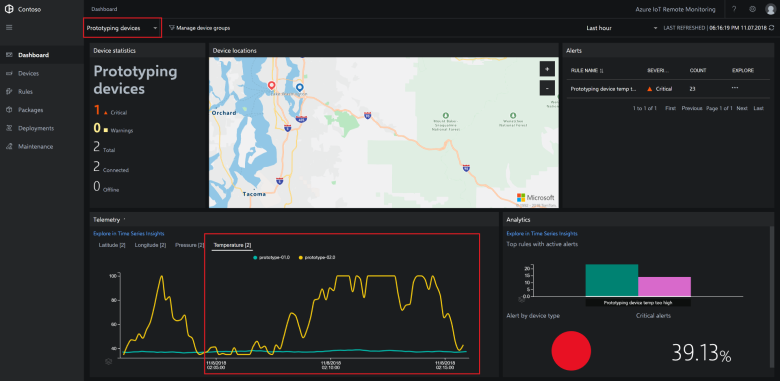 Contoso
Dashboard
Azure IoT Remote Monitoring
?
Prototyping devices
Manage device groups
Last hour
LAST REFRESHED | 06:16:19 PM 11.07.2018
Dashboard
Devices
Rules
Packages
Deployments
Maintenance
Device statistics
Prototyping
devices
1 Critical
0 Warnings
2 Total
2 Connected
0 Offline
Device locations
+
-
Orchard
Tacoma
Microsoft
Alerts
RULE NAME
SEVERI...
COUNT
EXPLORE
Prototyping device temp t...
Critical
23
...
1 to 1 of 1 First Previous Page 1 of 1 Next Last
Telemetry
Explore in Time Series Insights
Latitude [2]
Longitude [2]
Pressure [2]
Temperature [2]
prototype-01.0
prototype-02.0
100
80
60
40
11/8/2018
02:05:00
11/8/2018
02:10:00
11/8/2018
02:15:00
Analytics
Explore in Time Series Insights
Top rules with active alerts
20
15
10
5.0
0.0
Prototyping device temp too high
Alert by device type
Critical alerts
39.13%